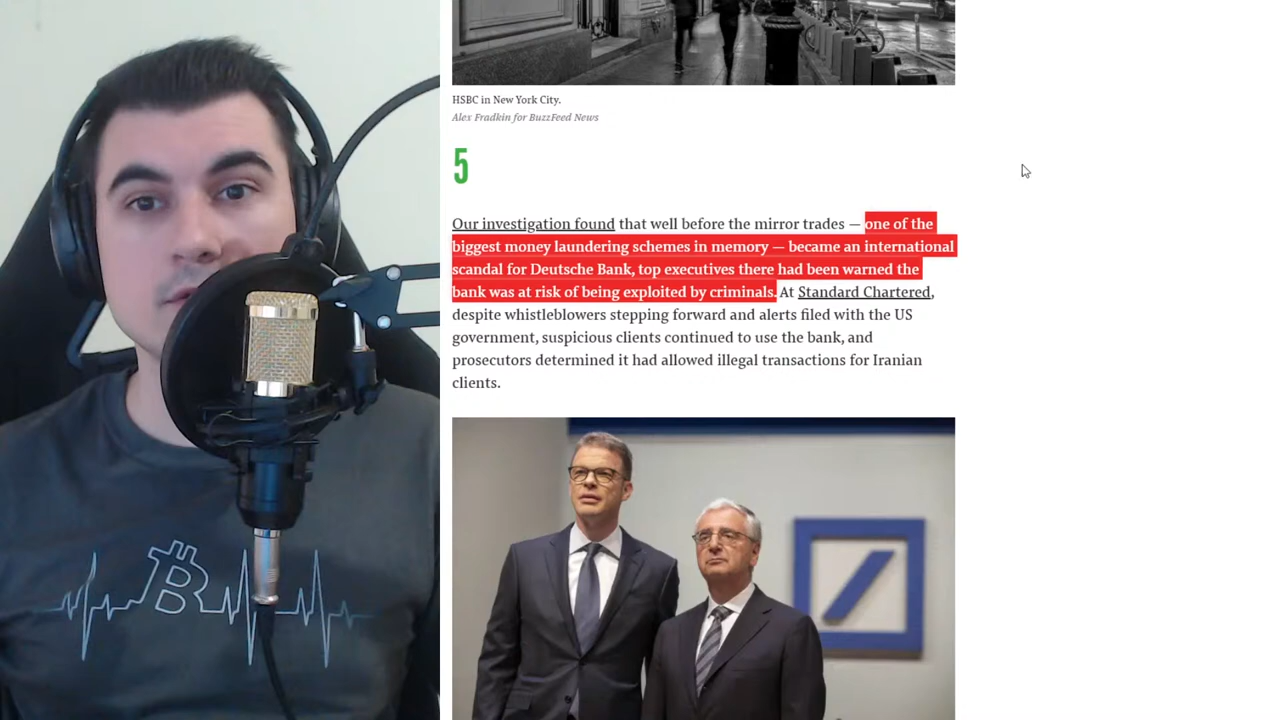 HSBC in New York City.
Alex Fradkin for BuzzFeed News
5
Our investigation found that well before the mirror trades — one of the
biggest money laundering schemes in memory — became an international
scandal for Deutsche Bank, top executives there had been warned the
bank was at risk of being exploited by criminals. At Standard Chartered,
despite whistleblowers stepping forward and alerts filed with the US
government, suspicious clients continued to use the bank, and
prosecutors determined it had allowed illegal transactions for Iranian
clients.